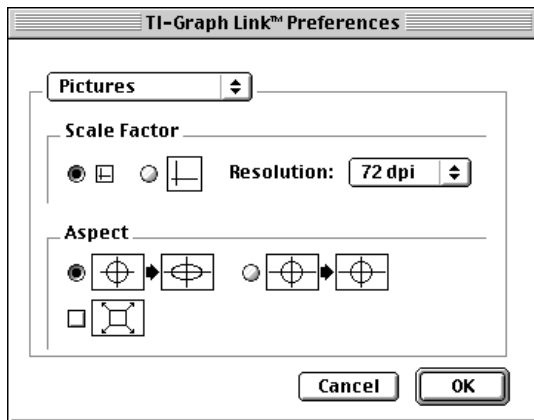 TI-Graph Link™ Preferences
Pictures
Scale Factor
Resolution: 72 dpi
Aspect
Cancel OK